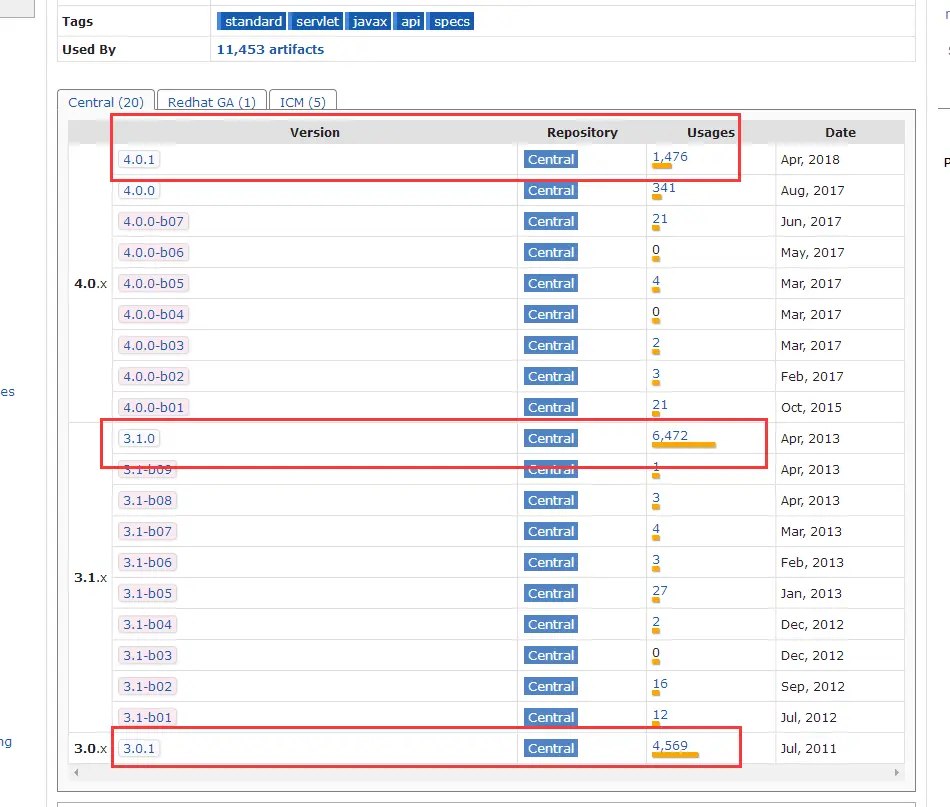 Tags standard servlet javax api specs
Used By 11,453 artifacts
Central (20) Redhat GA (1) ICM (5)
Version Repository Usages Date
4.0.1 Central 1,476 Apr, 2018
4.0.0 Central 341 Aug, 2017
4.0.0-b07 Central 21 Jun, 2017
4.0.0-b06 Central 0 May, 2017
4.0.x 4.0.0-b05 Central 4 Mar, 2017
4.0.0-b04 Central 0 Mar, 2017
4.0.0-b03 Central 2 Mar, 2017
4.0.0-b02 Central 3 Feb, 2017
es
4.0.0-b01 Central 21 Oct, 2015
3.1.0 Central 6,472 Apr, 2013
3.1-b09 Central 1 Apr, 2013
3.1-b08 Central 3 Apr, 2013
3.1-b07 Central 4 Mar, 2013
3.1-b06 Central 3 Feb, 2013
3.1.x
3.1-b05 Central 27 Jan, 2013
3.1-b04 Central 2 Dec, 2012
3.1-b03 Central 0 Dec, 2012
3.1-b02 Central 16 Sep, 2012
3.1-b01 Central 12 Jul, 2012
ng
3.0.x 3.0.1 Central 4,569 Jul, 2011